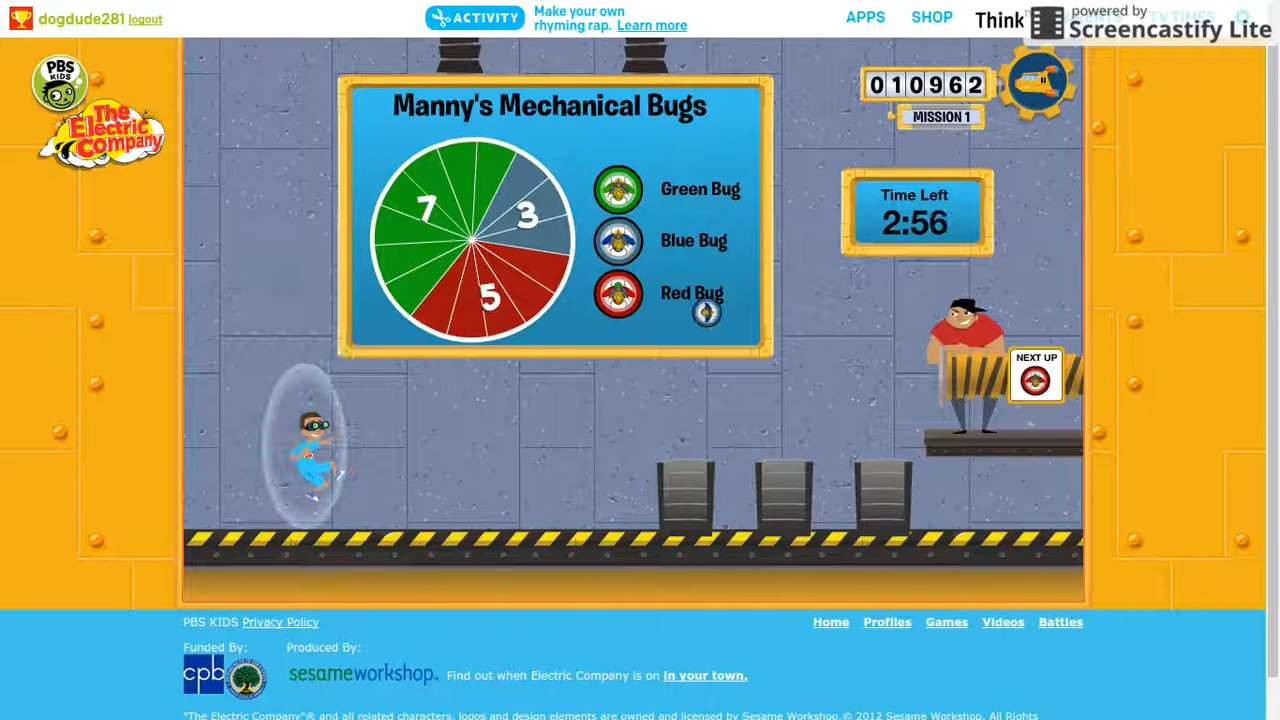 dogdude281 logout
ACTIVITY
Make your own
rhyming rap. Learn more
APPS SHOP Think
TV TIMES
powered by
Screencastify Lite
PBS
KIDS
The
Electric
Company
Manny's Mechanical Bugs
7
3
5
Green Bug
Blue Bug
Red Bug
010962
MISSION 1
Time Left
2:56
NEXT UP
PBS KIDS Privacy Policy
Home Profiles Games Videos Battles
Funded By: Produced By:
cpb
sesameworkshop.
Find out when Electric Company is on in your town.
"The Electric Company"® and all related characters, logos and design elements are owned and licensed by Sesame Workshop.© 2012 Sesame Workshop. All Rights